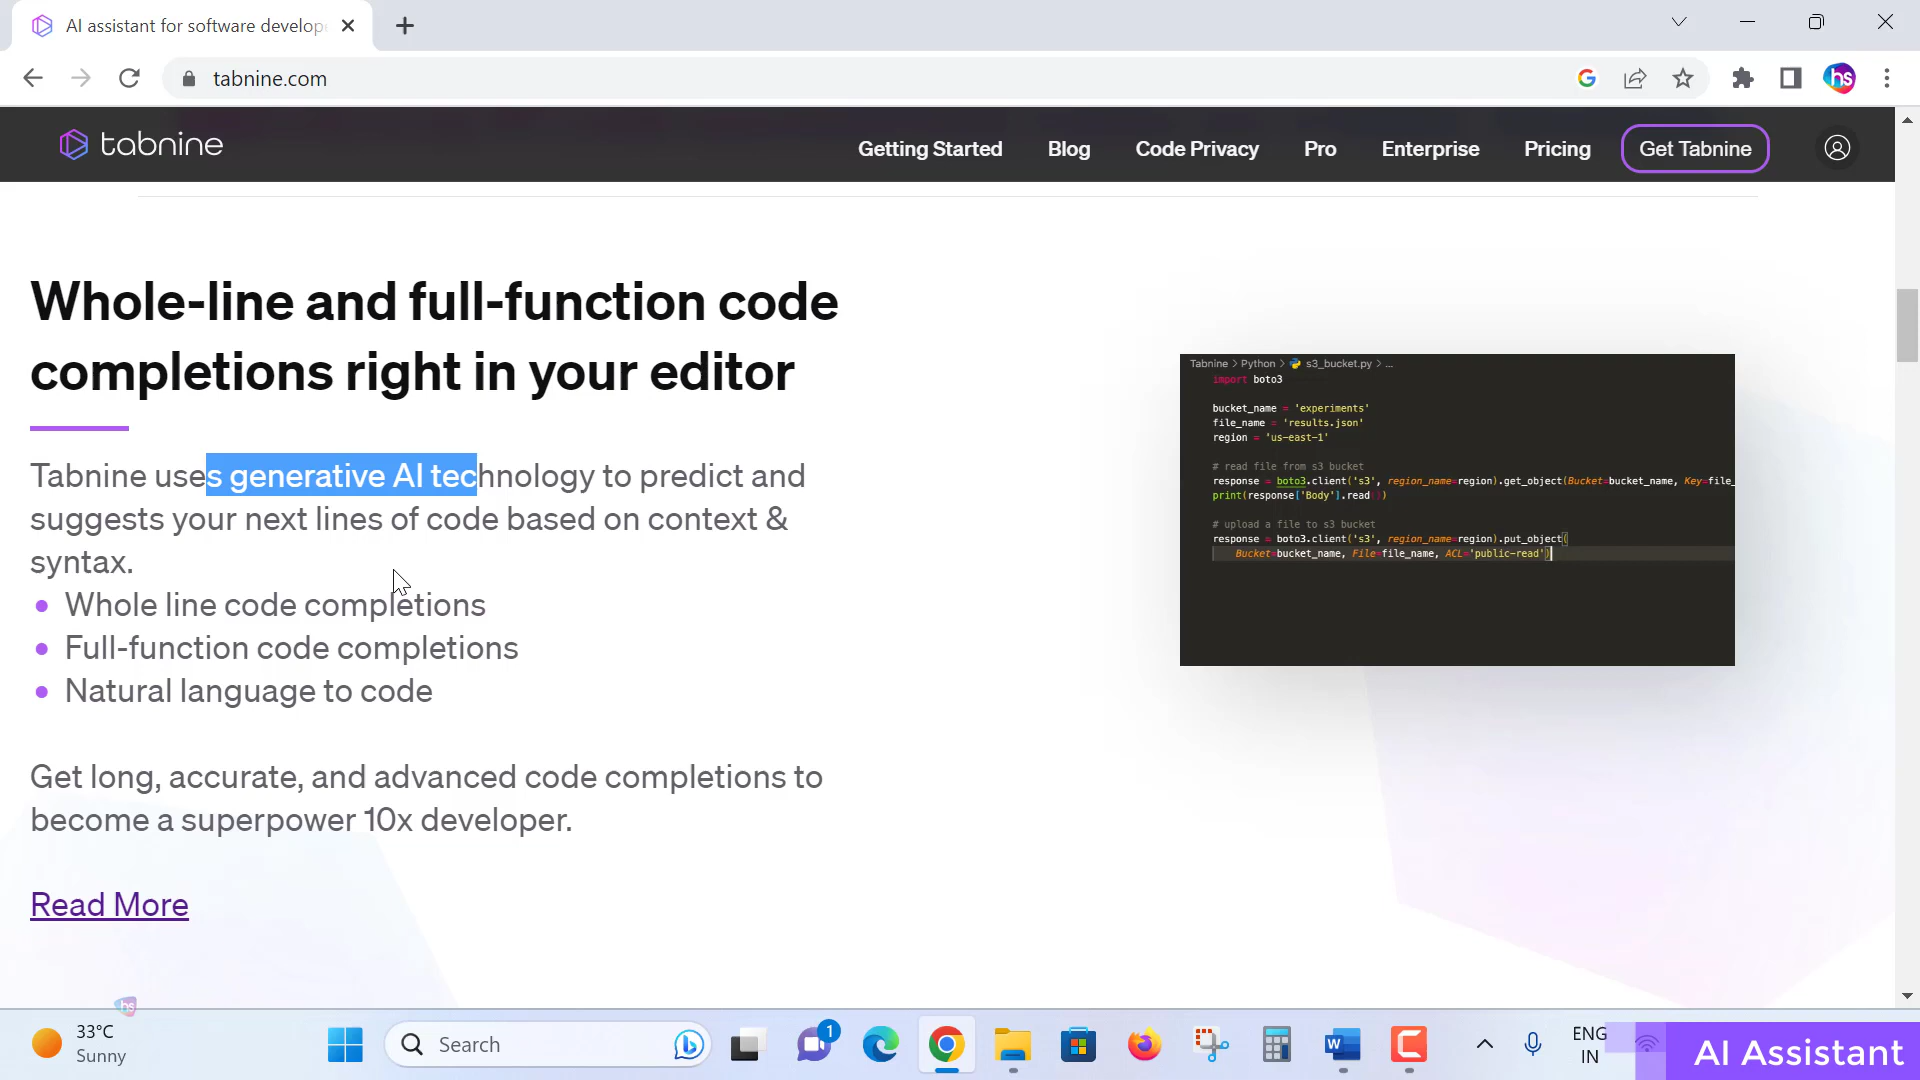 AI assistant for software develop
tabnine.com
hs
tabnine
Getting Started
Blog
Code Privacy
Pro
Enterprise
Pricing
Get Tabnine
Whole-line and full-function code
completions right in your editor
Tabnine uses generative AI technology to predict and
suggests your next lines of code based on context &
syntax.
Whole line code completions
Full-function code completions
Natural language to code
Get long, accurate, and advanced code completions to
become a superpower 10x developer.
Read More
Tabnine > Python > s3_bucket.py > ...
import boto3
bucket_name = 'experiments'
file_name = 'results.json'
region = 'us-east-1'
# read file from s3 bucket
response = boto3.client('s3', region_name=region).get_object(Bucket=bucket_name, Key=file_
print(response['Body'].read())
# upload a file to s3 bucket
response = boto3.client('s3', region_name=region).put_object(
Bucket=bucket_name, File=file_name, ACL='public-read')
hs
33°C
Sunny
Search
1
ENG
IN
AI Assistant